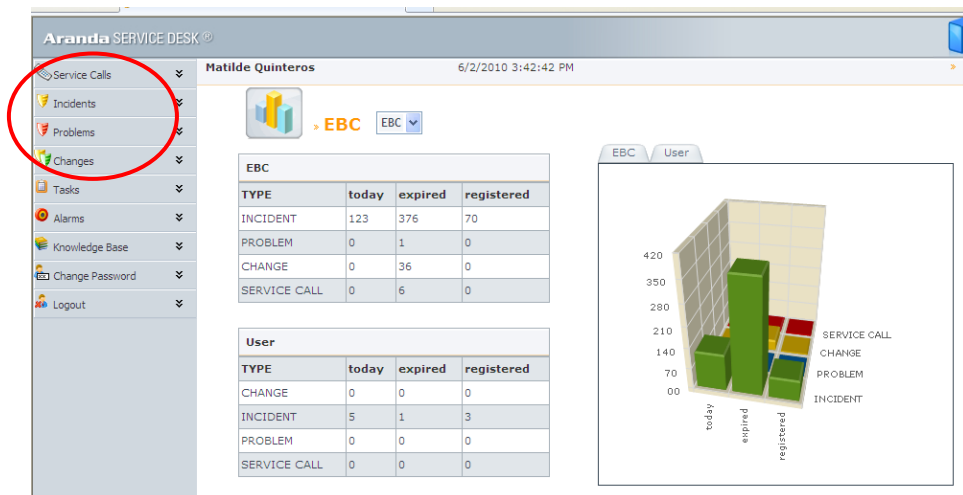 Aranda SERVICE DESK ®
Service Calls
Incidents
Problems
Changes
Tasks
Alarms
Knowledge Base
Change Password
Logout
Matilde Quinteros 6/2/2010 3:42:42 PM »
» EBC EBC
EBC
TYPE today expired registered
INCIDENT 123 376 70
PROBLEM 0 1 0
CHANGE 0 36 0
SERVICE CALL 0 6 0
User
TYPE today expired registered
CHANGE 0 0 0
INCIDENT 5 1 3
PROBLEM 0 0 0
SERVICE CALL 0 0 0
EBC User
420
350
280
210
140
70
00
SERVICE CALL
CHANGE
PROBLEM
INCIDENT
today
expired
registered